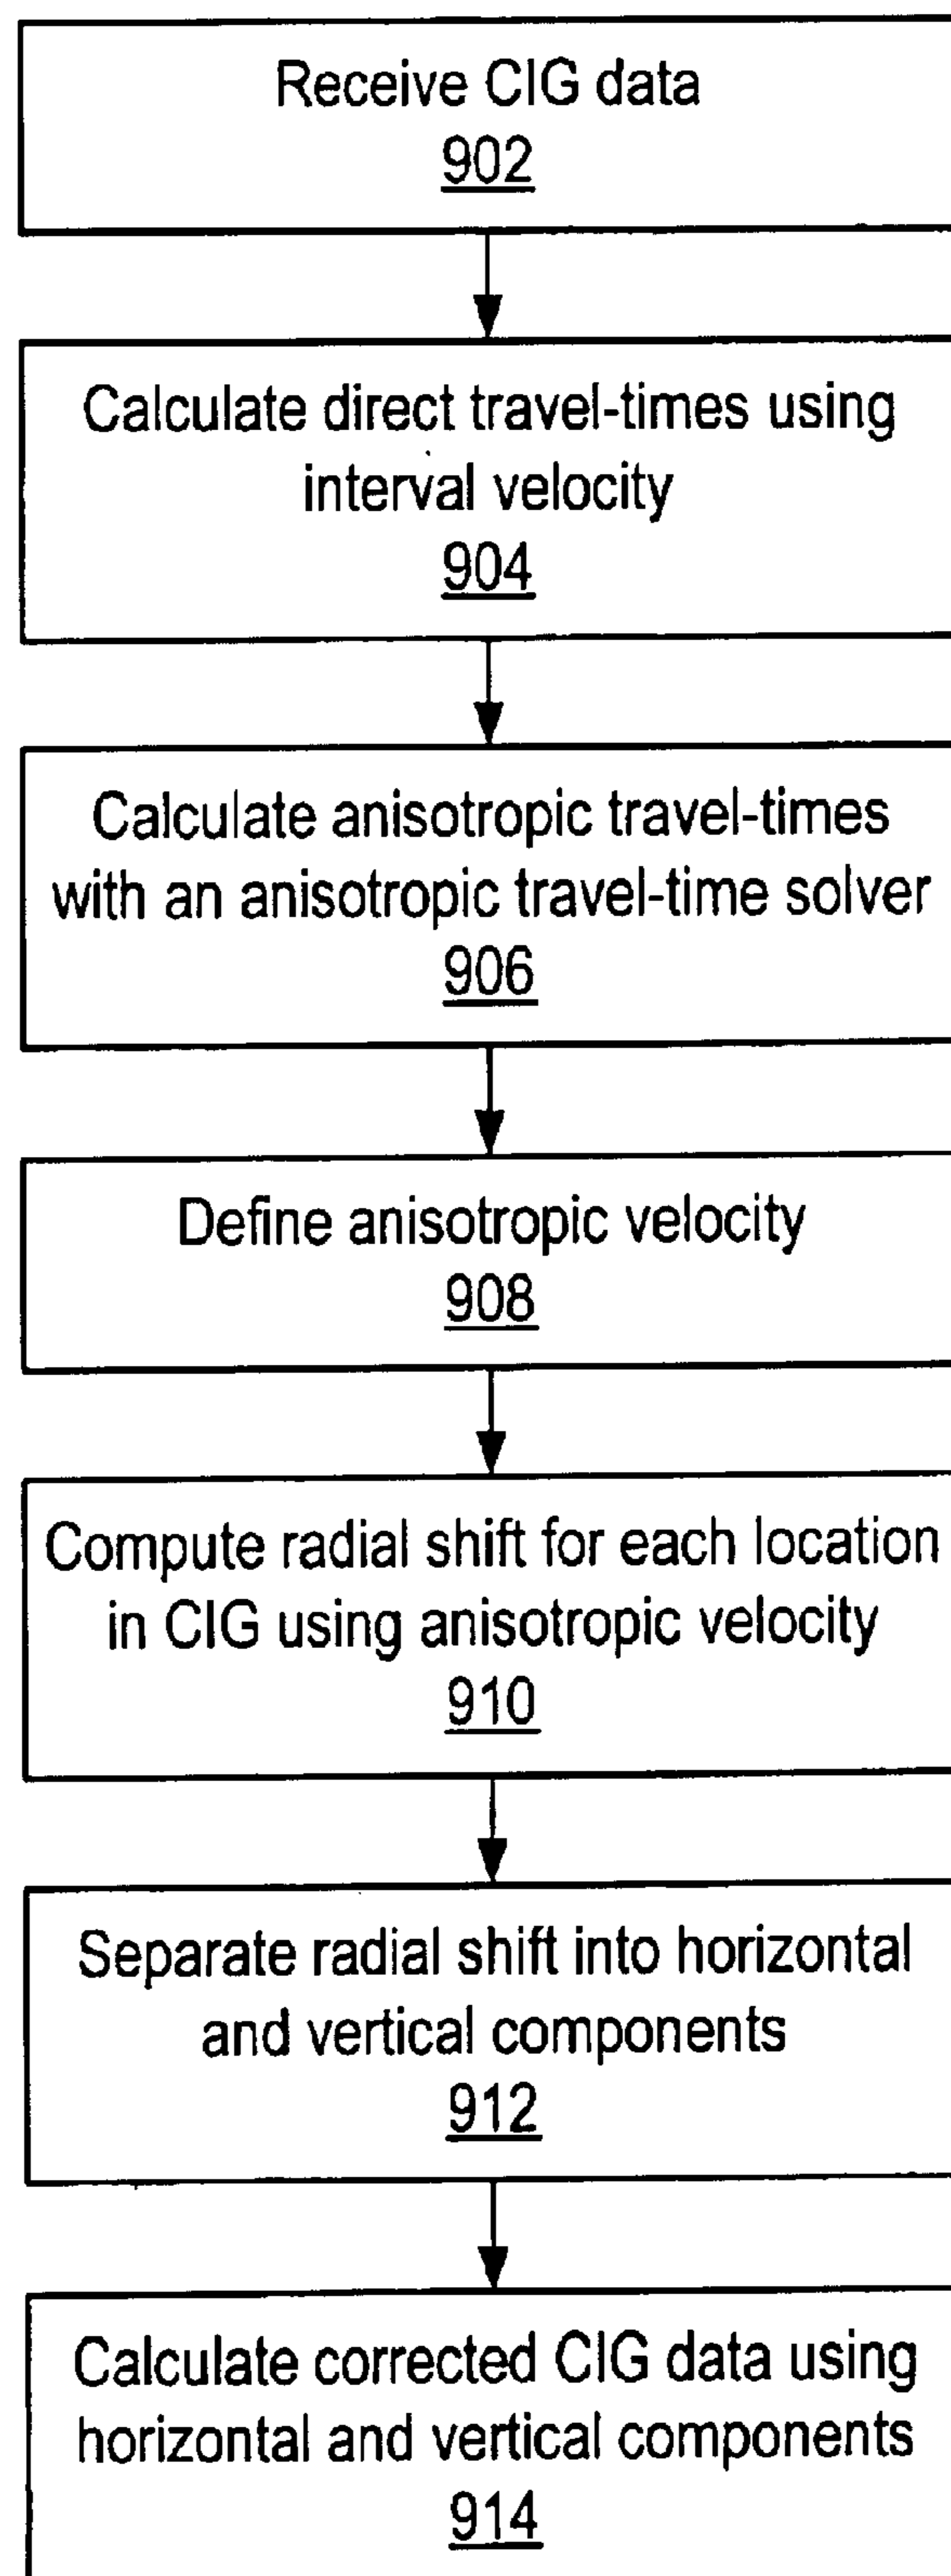 Receive CIG data
902
Calculate direct travel-times using
interval velocity
904
Calculate anisotropic travel-times
with an anisotropic travel-time solver
906
Define anisotropic velocity
908
Compute radial shift for each location
in CIG using anisotropic velocity
910
Separate radial shift into horizontal
and vertical components
912
Calculate corrected CIG data using
horizontal and vertical components
914